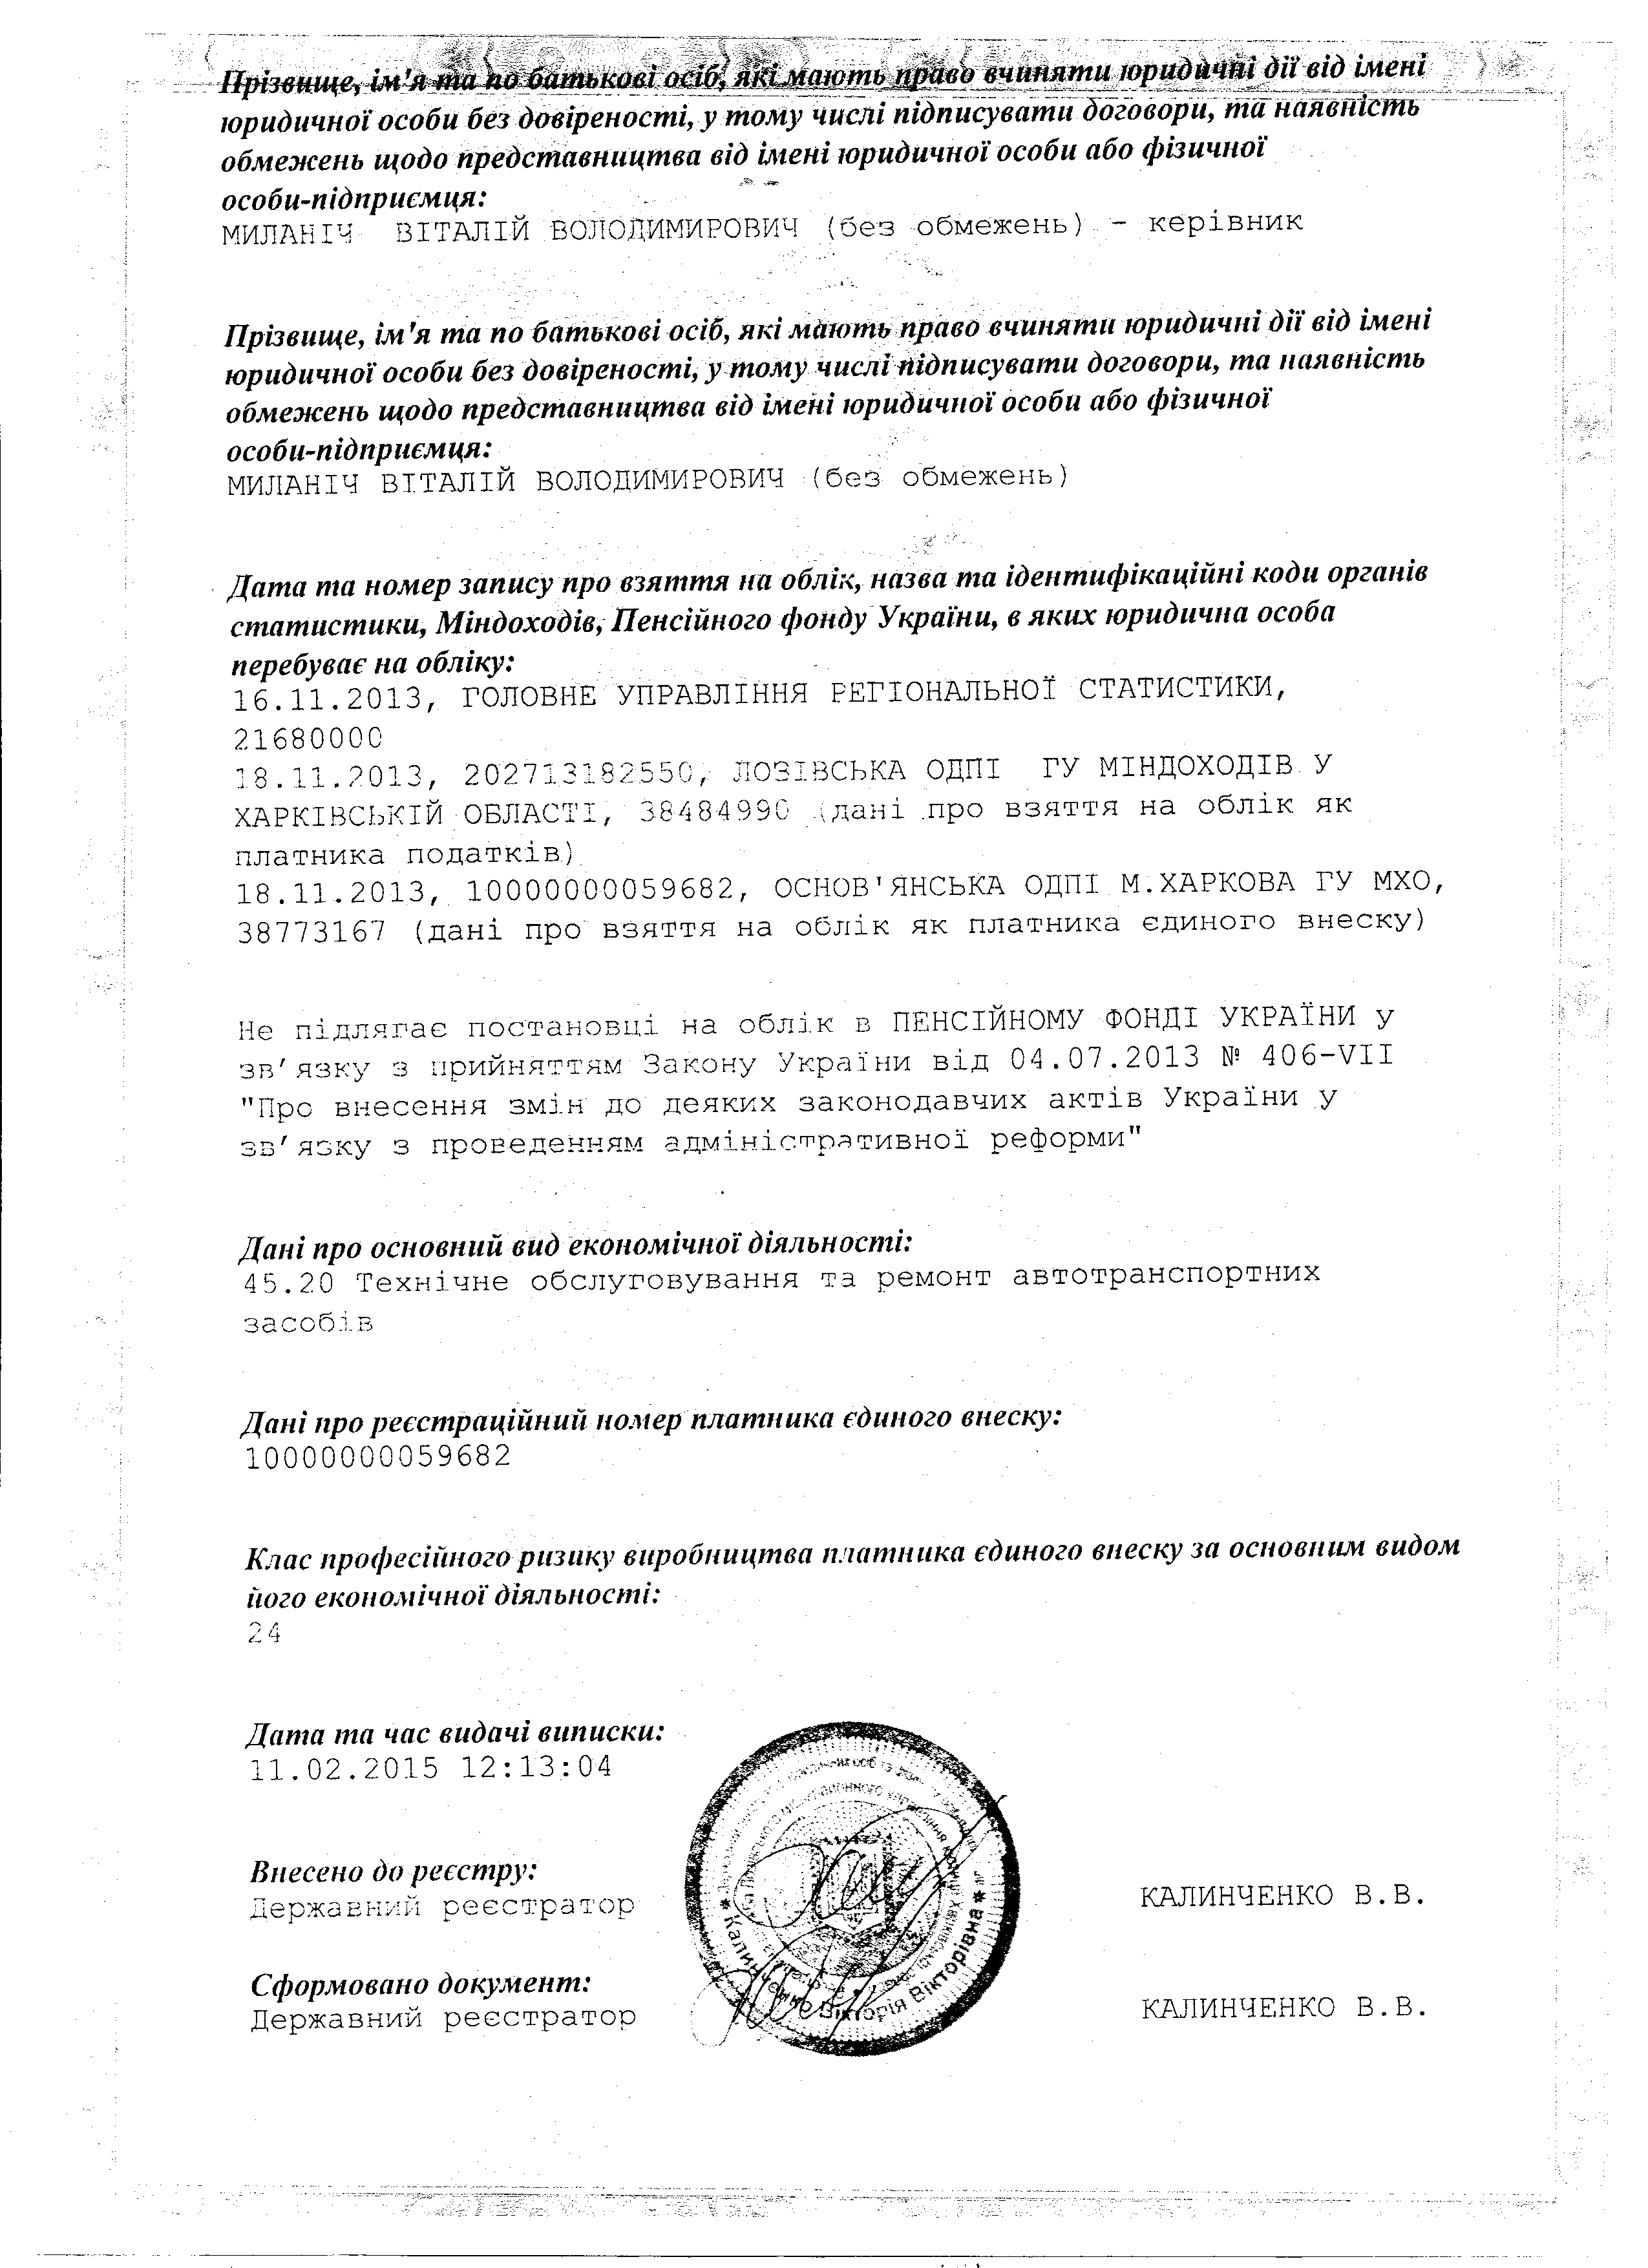 Прізвище, ім'я та по батькові осіб, які мають право вчиняти юридичні дії від імені
юридичної особи без довіреності, у тому числі підписувати договори, та наявність
обмежень щодо представництва від імені юридичної особи або фізичної
особи-підприємця:
МИЛАНІЧ ВІТАЛІЙ ВОЛОДИМИРОВИЧ (без обмежень) - керівник
Прізвище, ім'я та по батькові осіб, які мають право вчиняти юридичні дії від імені
юридичної особи без довіреності, у тому числі підписувати договори, та наявність
обмежень щодо представництва від імені юридичної особи або фізичної
особи-підприємця:
МИЛАНІЧ ВІТАЛІЙ ВОЛОДИМИРОВИЧ (без обмежень)
Дата та номер запису про взяття на облік, назва та ідентифікаційні коди органів
статистики, Міндоходів, Пенсійного фонду України, в яких юридична особа
перебуває на обліку:
16.11.2013, ГОЛОВНЕ УПРАВЛІННЯ РЕГІОНАЛЬНОЇ СТАТИСТИКИ,
21680000
18.11.2013, 202713182550, ЛОЗІВСЬКА ОДПІ ГУ МІНДОХОДІВ У
ХАРКІВСЬКІЙ ОБЛАСТІ, 38484990 (дані про взяття на облік як
платника податків)
18.11.2013, 10000000059682, ОСНОВ'ЯНСЬКА ОДПІ М.ХАРКОВА ГУ МХО,
38773167 (дані про взяття на облік як платника єдиного внеску)
Не підлягає постановці на облік в ПЕНСІЙНОМУ ФОНДІ УКРАЇНИ у
зв'язку з прийняттям Закону України від 04.07.2013 № 406-VII
"Про внесення змін до деяких законодавчих актів України у
зв'язку з проведенням адміністративної реформи"
Дані про основний вид економічної діяльності:
45.20 Технічне обслуговування та ремонт автотранспортних
засобів
Дані про реєстраційний номер платника єдиного внеску:
10000000059682
Клас професійного ризику виробництва платника єдиного внеску за основним видом
його економічної діяльності:
24
Дата та час видачі виписки:
11.02.2015 12:13:04
Внесено до реєстру:
Державний реєстратор
КАЛИНЧЕНКО В.В.
Сформовано документ:
Державний реєстратор
КАЛИНЧЕНКО В.В.
Вікторія Вікторівна